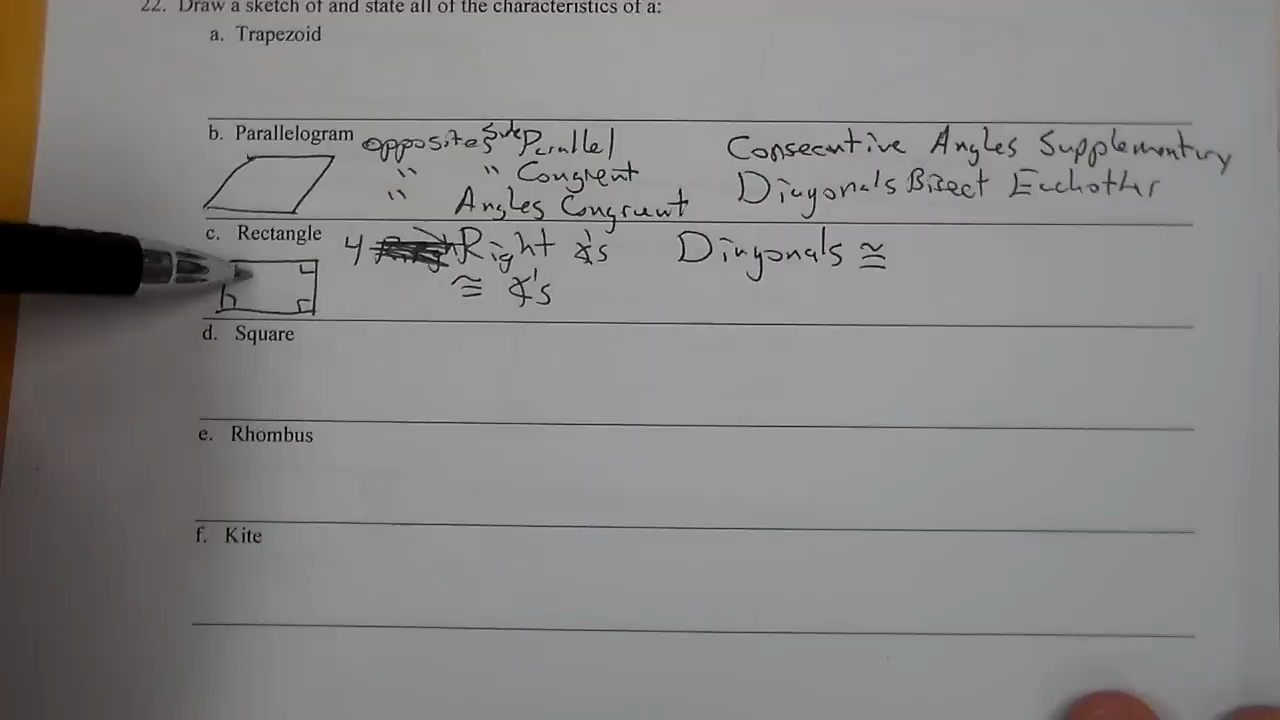 22. Draw a sketch of and state all of the characteristics of a:
a. Trapezoid
b. Parallelogram
opposite Side Parallel
" " Congruent
" Angles Congruent
Consecutive Angles Supplementary
Diagonals Bisect Eachother
c. Rectangle
4 Right ∡'s
≅ ∡'s
Diagonals ≅
d. Square
e. Rhombus
f. Kite